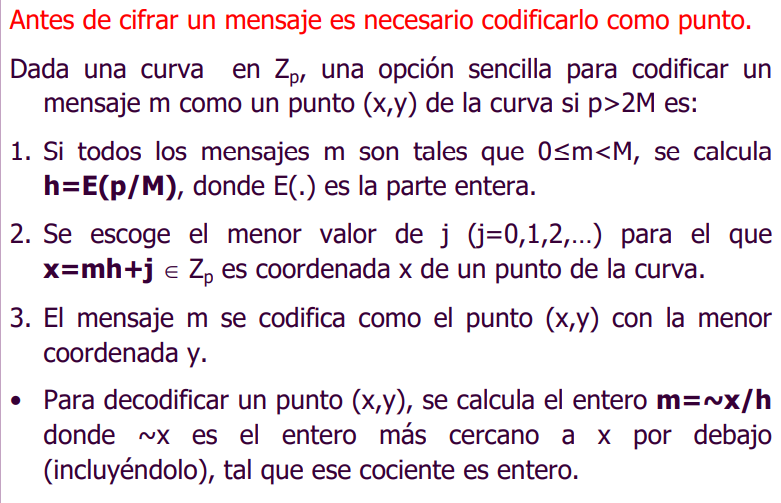 Antes de cifrar un mensaje es necesario codificarlo como punto.
Dada una curva en Zp, una opción sencilla para codificar un
mensaje m como un punto (x,y) de la curva si p>2M es:
1. Si todos los mensajes m son tales que 0≤m<M, se calcula
h=E(p/M), donde E(.) es la parte entera.
2. Se escoge el menor valor de j (j=0,1,2,…) para el que
x=mh+j ∈ Zp es coordenada x de un punto de la curva.
3. El mensaje m se codifica como el punto (x,y) con la menor
coordenada y.
• Para decodificar un punto (x,y), se calcula el entero m=~x/h
donde ~x es el entero más cercano a x por debajo
(incluyéndolo), tal que ese cociente es entero.